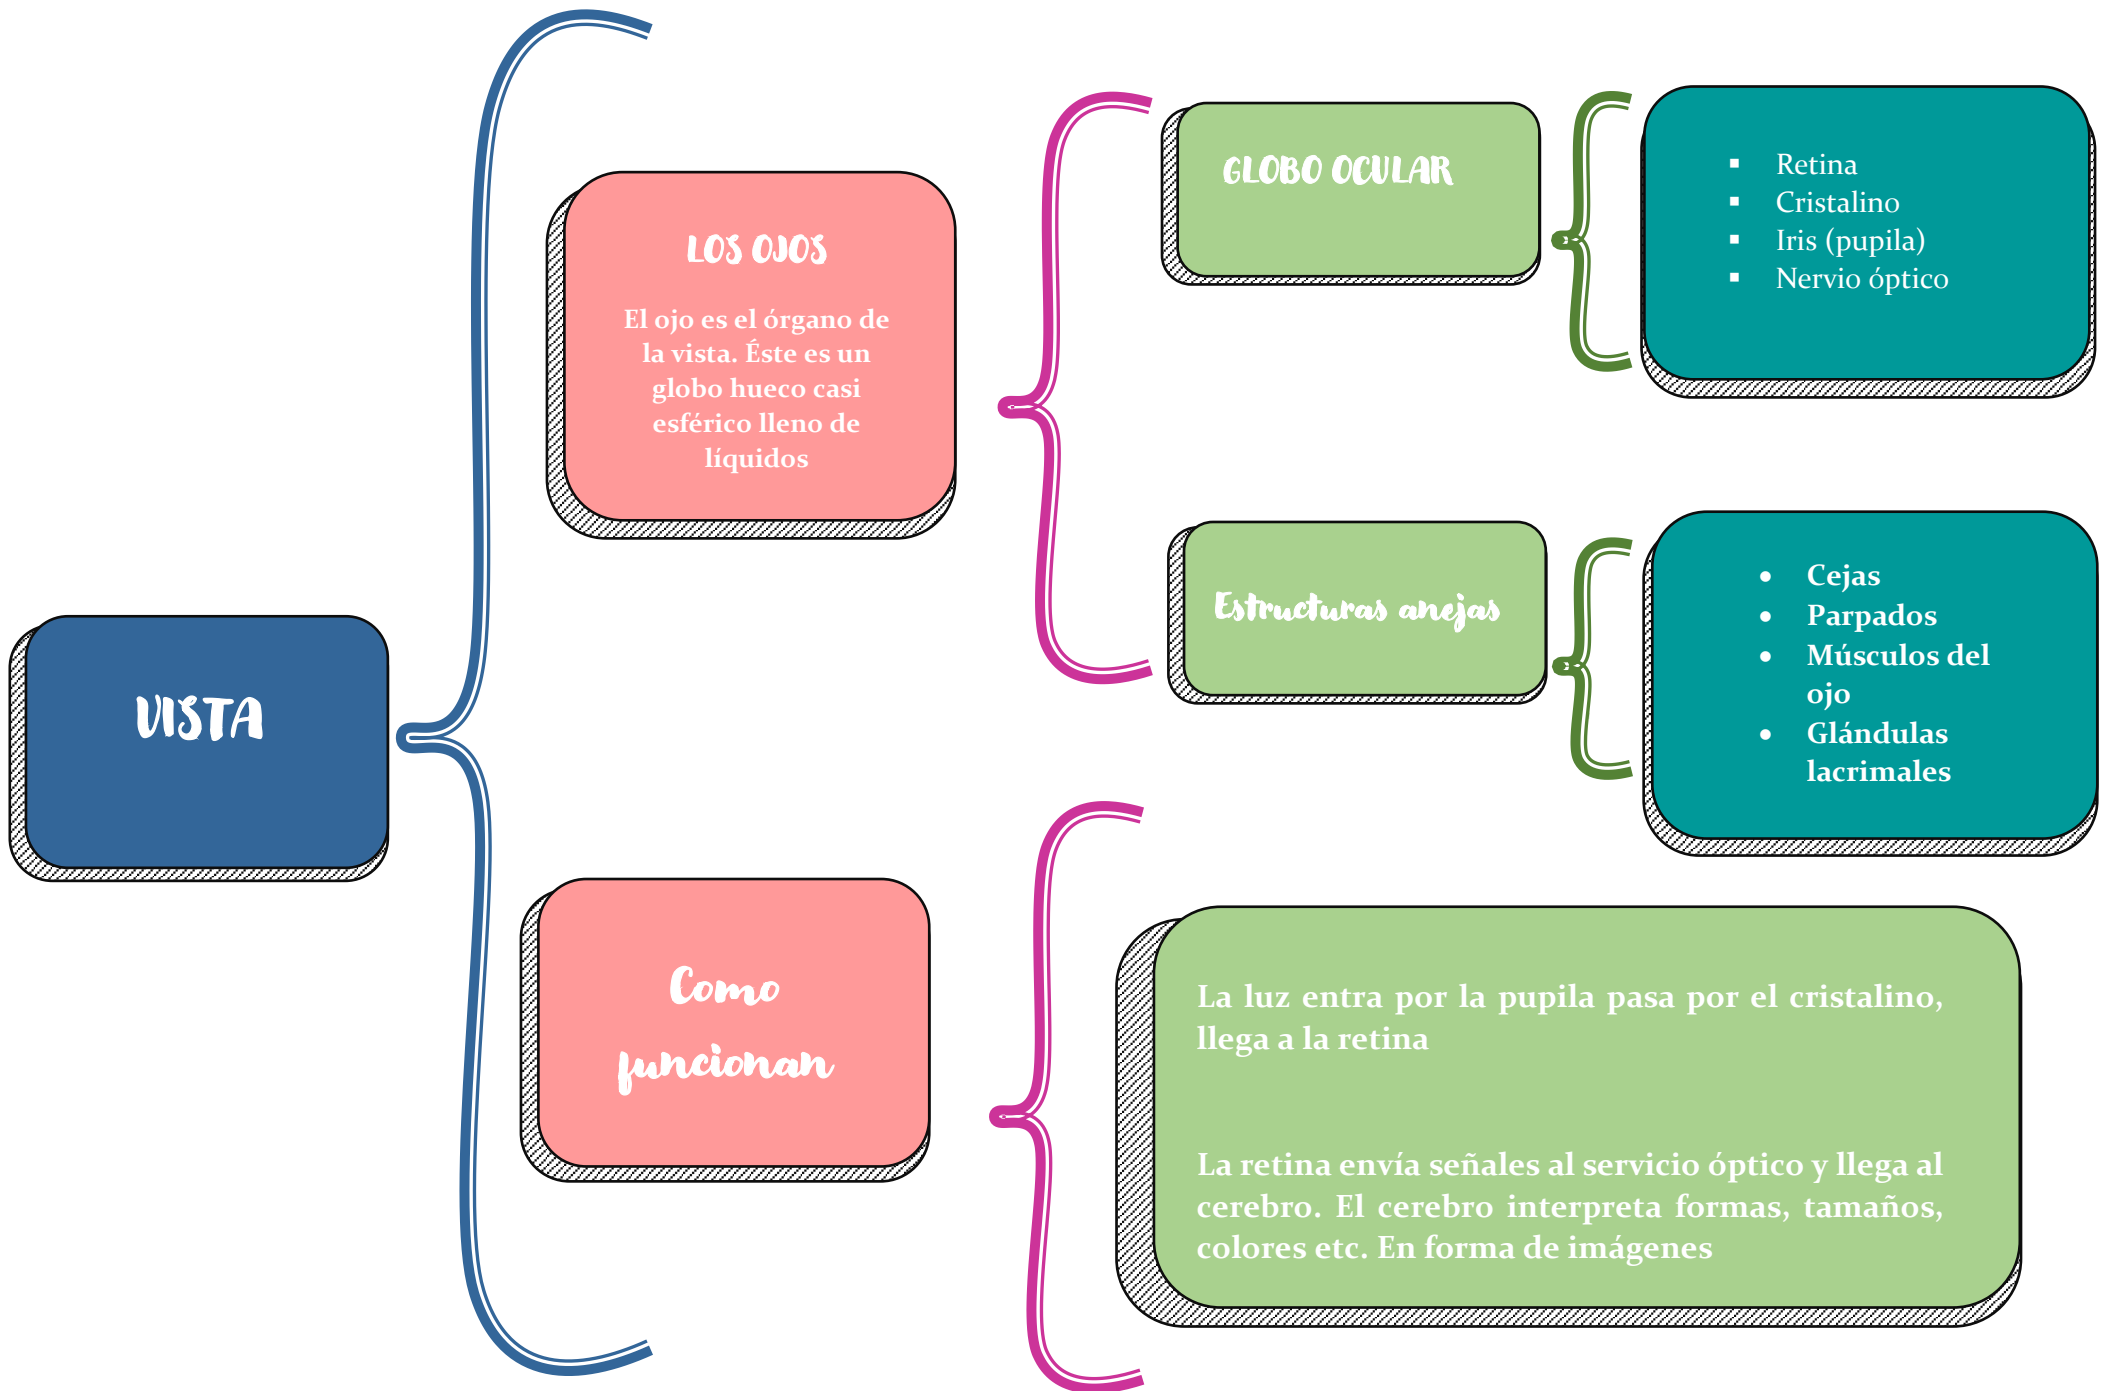 VISTA
LOS OJOS
El ojo es el órgano de
la vista. Éste es un
globo hueco casi
esférico lleno de
líquidos
GLOBO OCULAR
Retina
Cristalino
Iris (pupila)
Nervio óptico
Estructuras anejas
Cejas
Parpados
Músculos del
ojo
Glándulas
lacrimales
Como
funcionan
La luz entra por la pupila pasa por el cristalino,
llega a la retina
La retina envía señales al servicio óptico y llega al
cerebro. El cerebro interpreta formas, tamaños,
colores etc. En forma de imágenes